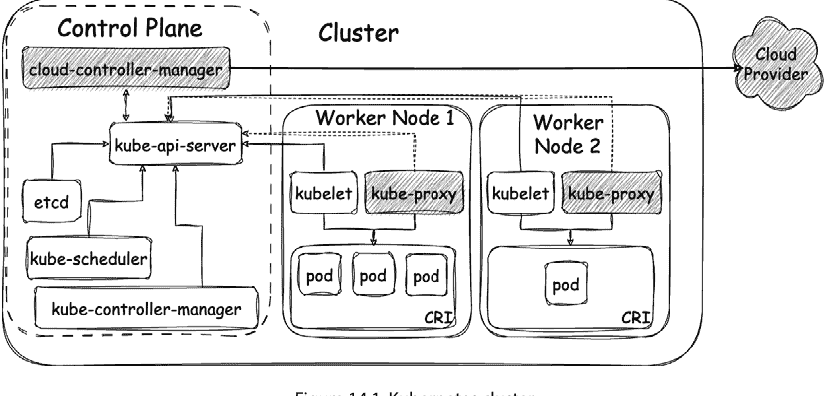 Control Plane
Cluster
cloud-controller-manager
Cloud
Provider
kube-api-server
Worker Node 1
Worker
Node 2
etcd
kubelet
kube-proxy
kubelet
kube-proxy
kube-scheduler
pod
pod
pod
pod
kube-controller-manager
CRI
CRI